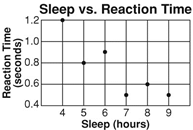 Sleep vs. Reaction Time
Reaction Time
(seconds)
1.2
1.0
0.8
0.6
0.4
4 5 6 7 8 9
Sleep (hours)